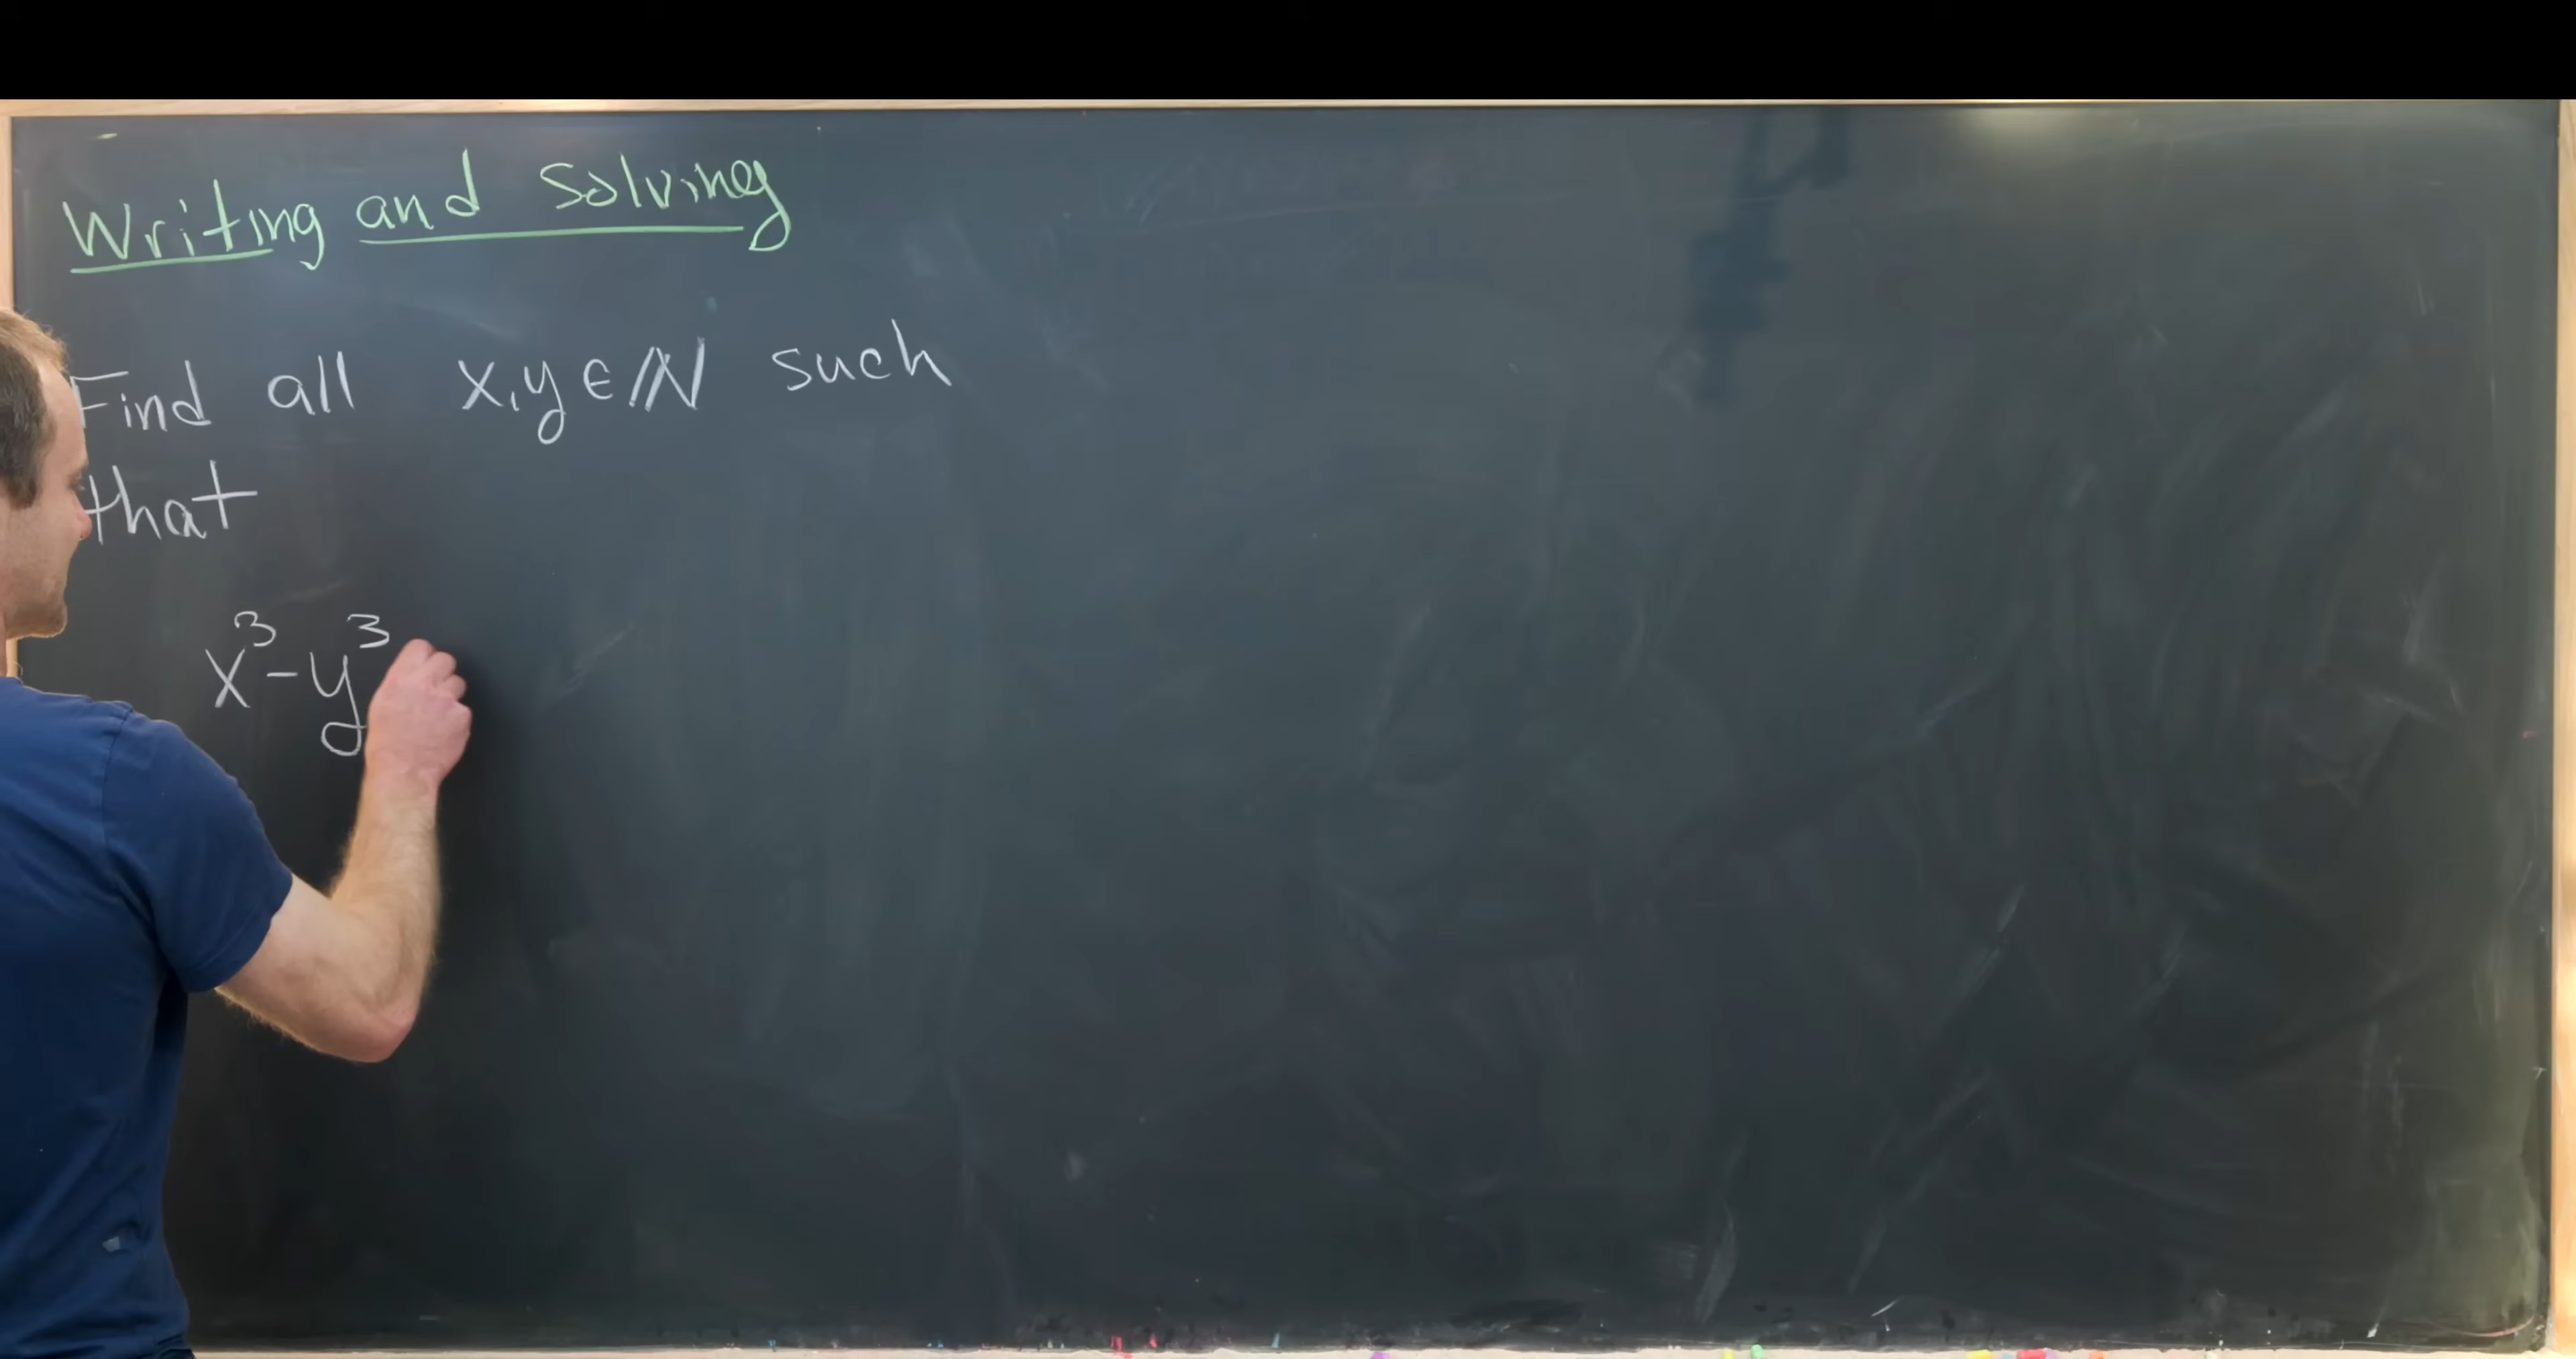 Writing and Solving
Find all x,y∈ℕ such
that
x³-y³